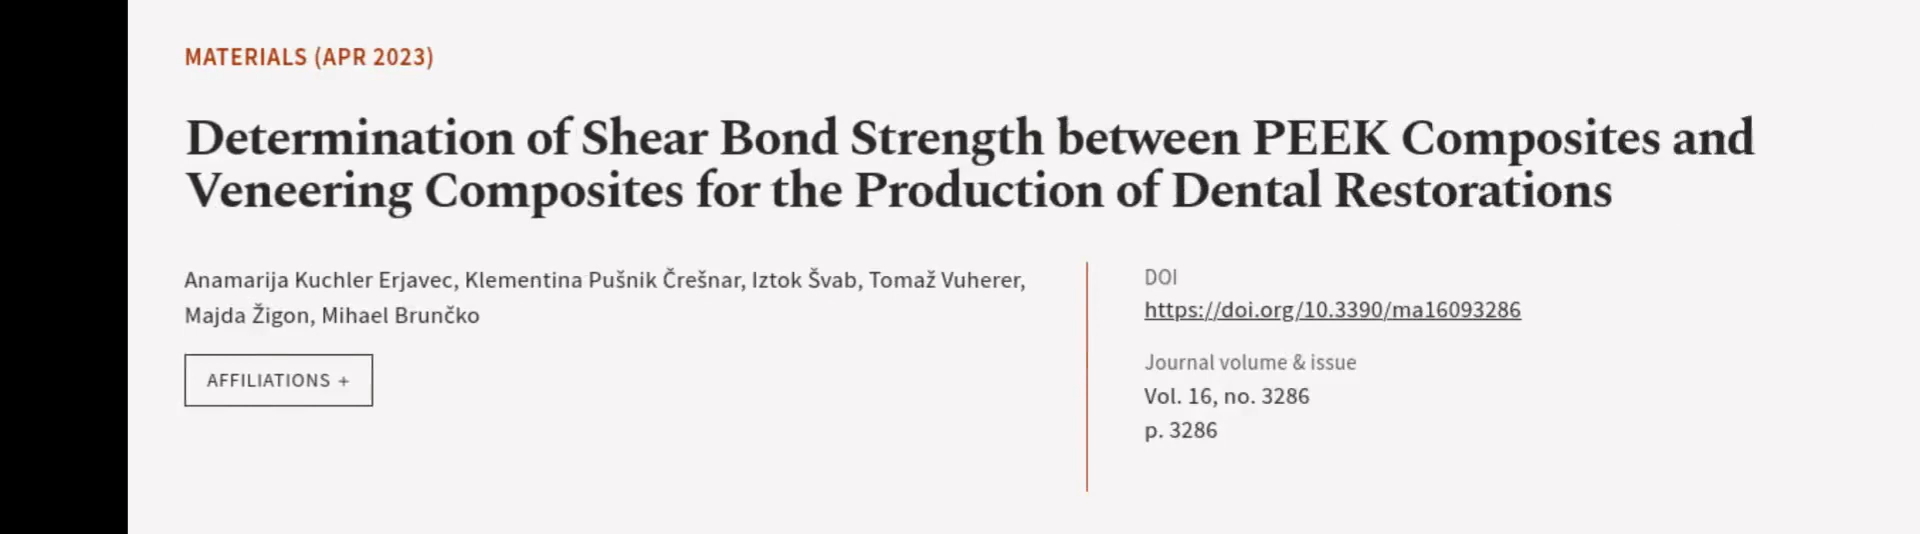 MATERIALS (APR 2023)
Determination of Shear Bond Strength between PEEK Composites and
Veneering Composites for the Production of Dental Restorations
Anamarija Kuchler Erjavec, Klementina Pušnik Črešnar, Iztok Švab, Tomaž Vuherer,
Majda Žigon, Mihael Brunčko
AFFILIATIONS +
DOI
https://doi.org/10.3390/ma16093286
Journal volume & issue
Vol. 16, no. 3286
p. 3286